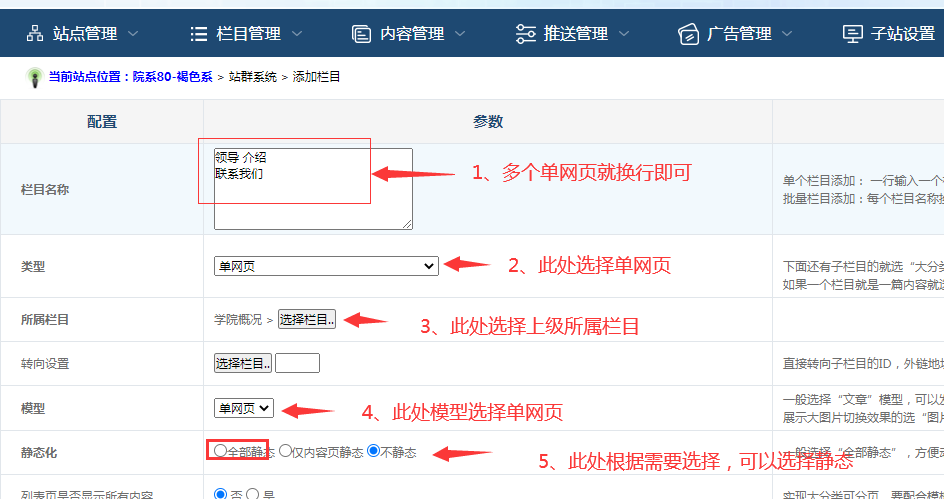 站点管理 栏目管理 内容管理 推送管理 广告管理 子站设置
当前站点位置：院系80-褐色系 > 站群系统 > 添加栏目
配置 参数
栏目名称
领导 介绍
联系我们
1、多个单网页就换行即可
单个栏目添加： 一行输入一个
批量栏目添加：每个栏目名称
类型 单网页 2、此处选择单网页
下面还有子栏目的就选“大分类
如果一个栏目就是一篇内容就
所属栏目 学院概况 > 选择栏目.. 3、此处选择上级所属栏目
转向设置 选择栏目.. 直接转向子栏目的ID，外链地
模型 单网页 4、此处模型选择单网页
一般选择“文章”模型，可以
展示大图片切换效果的选“图
静态化 全部静态 仅内容页静态 不静态 5、此处根据需要选择，可以选择静态
一般选择“全部静态”，方便
列表页是否显示所有内容 否 是 实现大分类可分页，要配合模